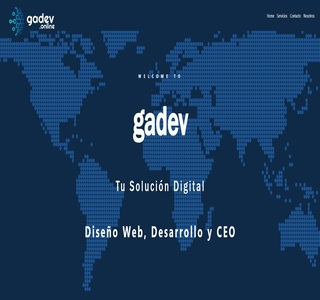 gadev
.online
Home Servicios Contacto Nosotros
WELCOME TO
gadev
Tu Solución Digital
Diseño Web, Desarrollo y CEO